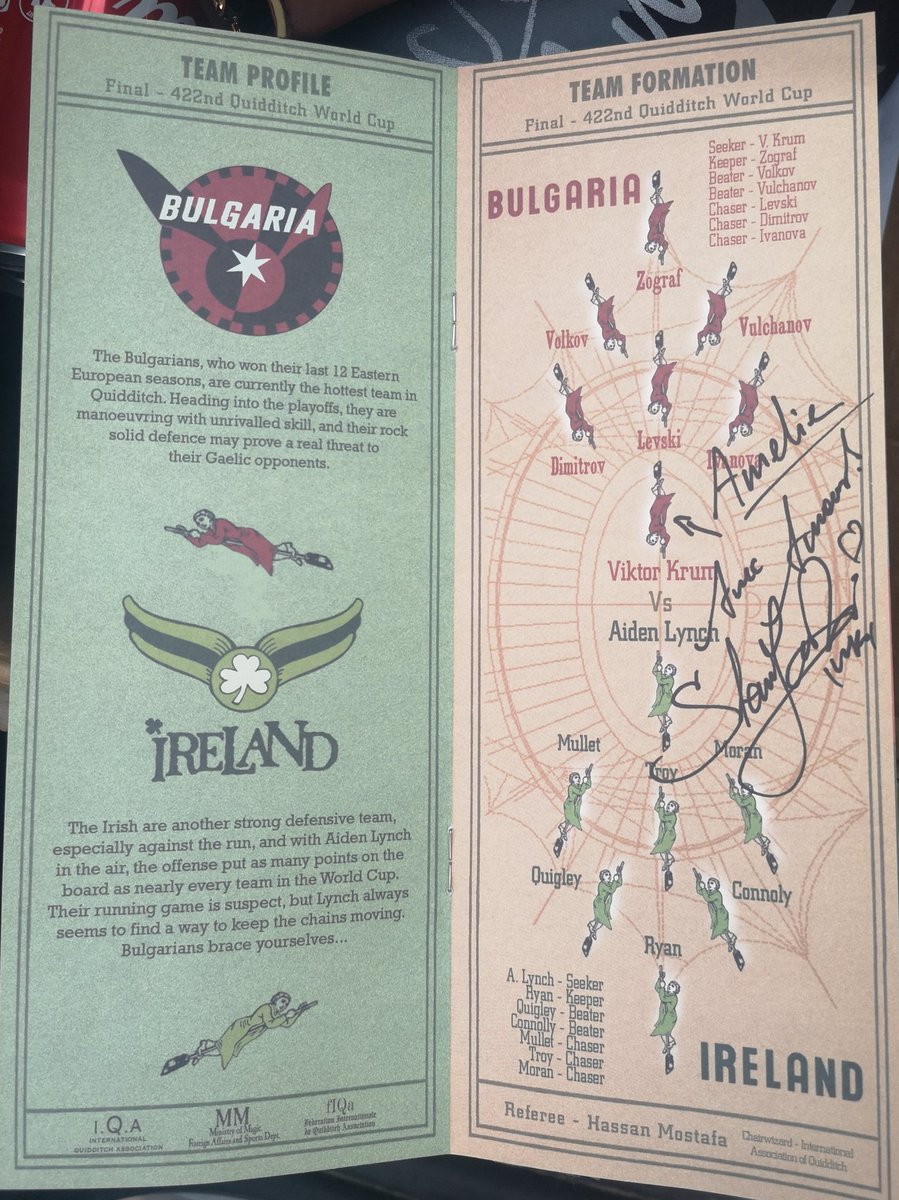 TEAM PROFILE
Final - 422nd Quidditch World Cup
BULGARIA
The Bulgarians, who won their last 12 Eastern
European seasons, are currently the hottest team in
Quidditch. Heading into the playoffs, they are
manoeuvring with unrivalled skill, and their rock
solid defence may prove a real threat to
their Gaelic opponents.
IRELAND
The Irish are another strong defensive team,
especially against the run, and with Aiden Lynch
in the air, the offense put as many points on the
board as nearly every team in the World Cup.
Their running game is suspect, but Lynch always
seems to find a way to keep the chains moving.
Bulgarians brace yourselves...
I.Q.A
INTERNATIONAL
QUIDDITCH ASSOCIATION
MM
Ministry of Magic
Foreign Affairs and Sports Dept.
fIQa
Fédération Internationale
de Quidditch Association
TEAM FORMATION
Final - 422nd Quidditch World Cup
BULGARIA
Seeker - V. Krum
Keeper - Zograf
Beater - Volkov
Beater - Vulchanov
Chaser - Levski
Chaser - Dimitrov
Chaser - Ivanova
Zograf
Volkov
Vulchanov
Dimitrov
Levski
Ivanova
Amelia
Viktor Krum
Vs
Aiden Lynch
Mullet
Troy
Moran
Quigley
Connoly
Ryan
A. Lynch - Seeker
Ryan - Keeper
Quigley - Beater
Connolly - Beater
Mullet - Chaser
Troy - Chaser
Moran - Chaser
IRELAND
Referee - Hassan Mostafa
Chairwizard - International
Association of Quidditch